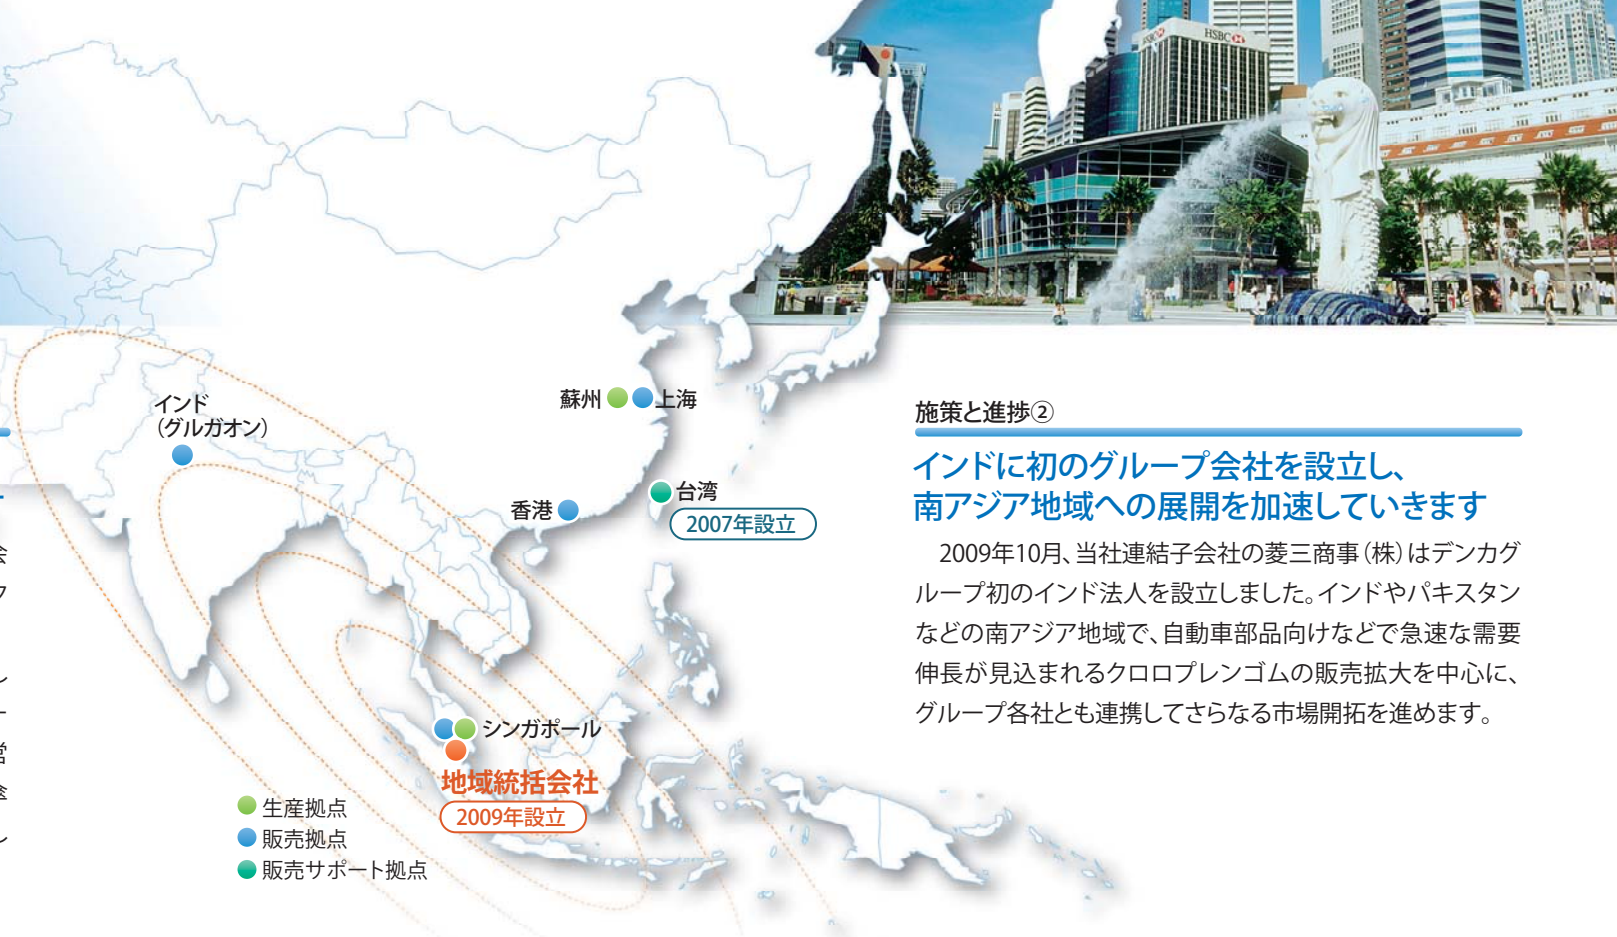 HSBC
HSBC
インド
(グルガオン)
蘇州
上海
香港
台湾
2007年設立
シンガポール
地域統括会社
2009年設立
生産拠点
販売拠点
販売サポート拠点
施策と進捗②
インドに初のグループ会社を設立し、
南アジア地域への展開を加速していきます
2009年10月、当社連結子会社の菱三商事(株)はデンカグ
ループ初のインド法人を設立しました。インドやパキスタン
などの南アジア地域で、自動車部品向けなどで急速な需要
伸長が見込まれるクロロプレンゴムの販売拡大を中心に、
グループ各社とも連携してさらなる市場開拓を進めます。